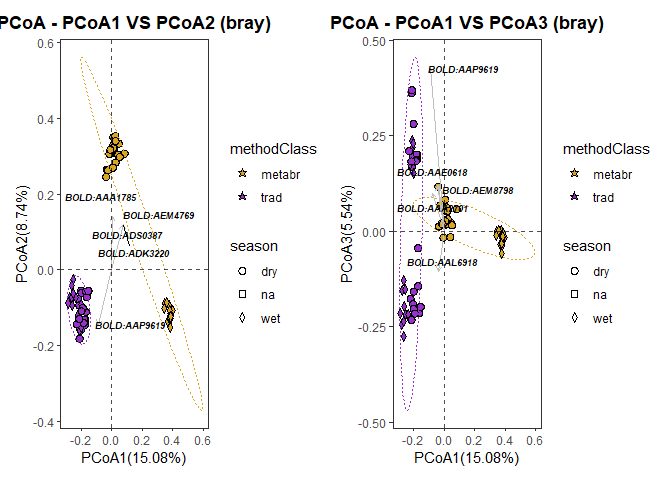 PCoA - PCoA1 VS PCoA2 (bray)
0.6
0.4
0.2
0.0
-0.2
-0.4
PCoA2(8.74%)
BOLD:AAA1785
BOLD:AEM4769
BOLD:ADS0387
BOLD:ADK3220
BOLD:AAP9619
-0.2
0.0
0.2
0.4
0.6
PCoA1(15.08%)
methodClass
metabr
trad
season
dry
na
wet
PCoA - PCoA1 VS PCoA3 (bray)
0.50
0.25
0.00
-0.25
-0.50
PCoA3(5.54%)
BOLD:AAP9619
BOLD:AAE0618
BOLD:AEM8798
BOLD:AAL6918
-0.2
0.0
0.2
0.4
0.6
PCoA1(15.08%)
methodClass
metabr
trad
season
dry
na
wet